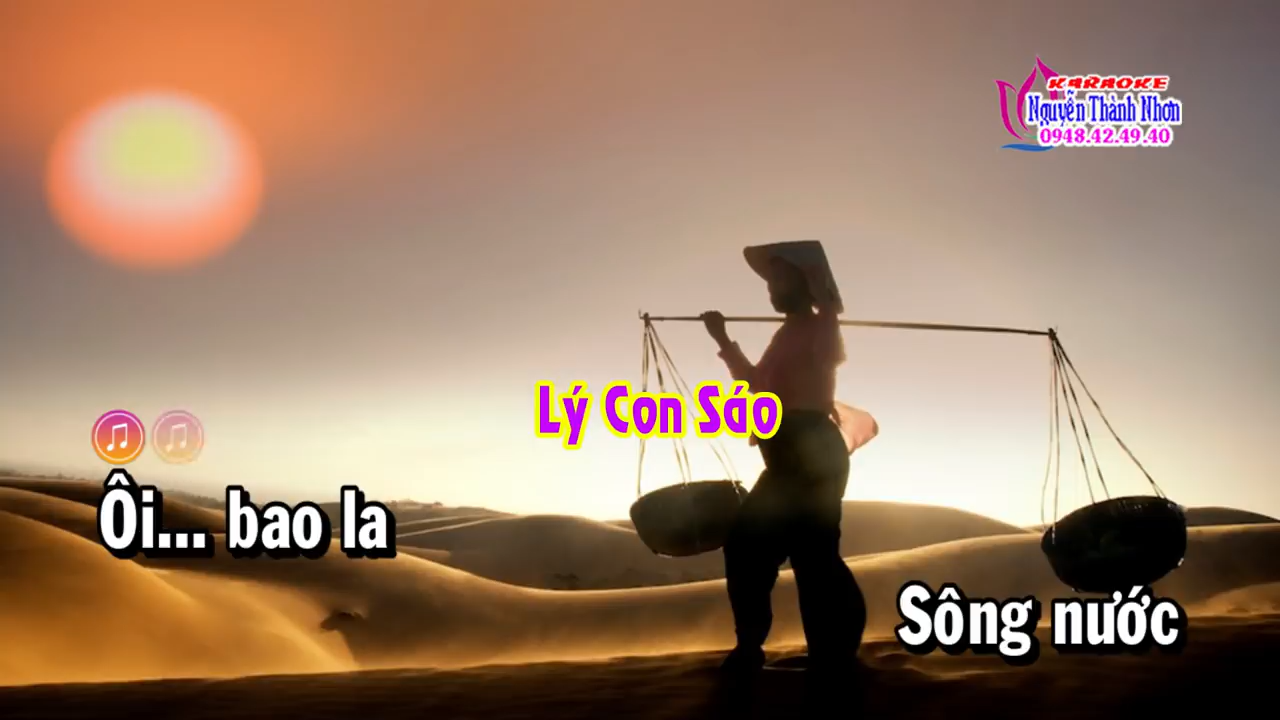 KARAOKE
Nguyễn Thành Nhơn
0948.42.49.40
Lý Con Sáo
Ôi... bao la
Sông nước